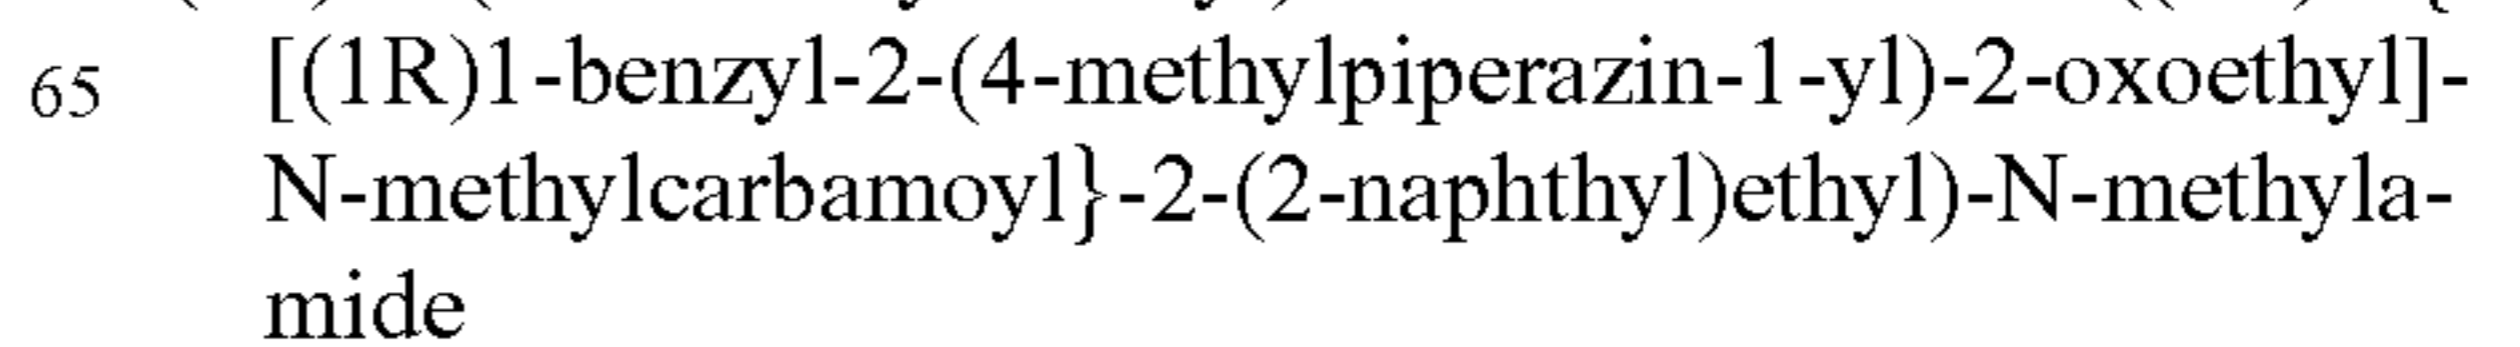 65 [(1R)1-benzyl-2-(4-methylpiperazin-1-yl)-2-oxoethyl]-
N-methylcarbamoyl}-2-(2-naphthyl)ethyl)-N-methyla-
mide